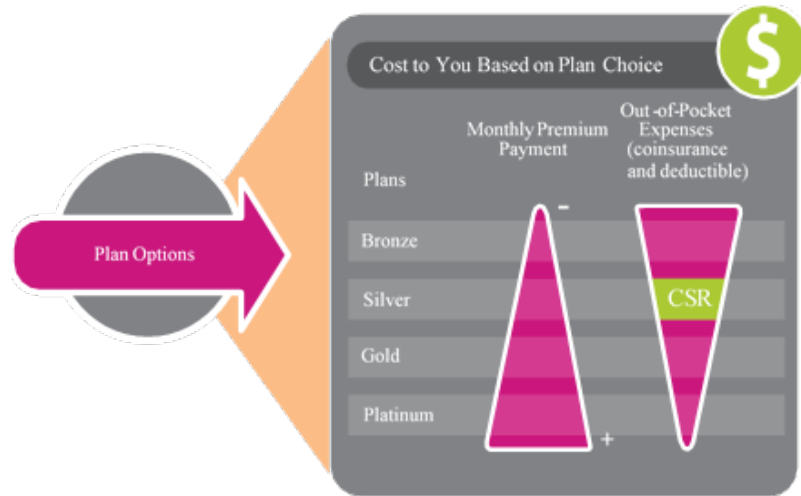 $
Cost to You Based on Plan Choice
Plan Options
Plans
Monthly Premium
Payment
Out -of-Pocket
Expenses
(coinsurance
and deductible)
-
Bronze
Silver
CSR
Gold
Platinum
+